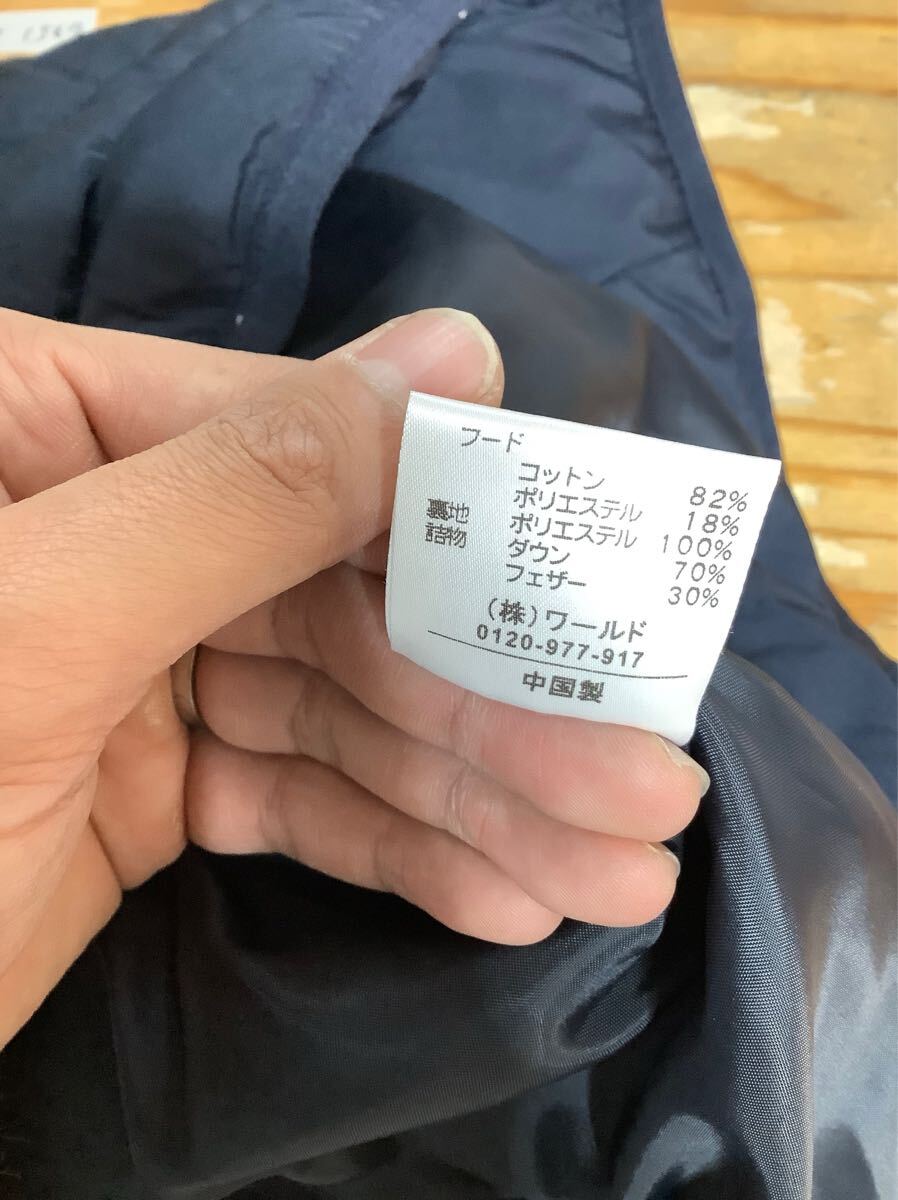 フード
コットン 82%
ポリエステル 18%
裏地 ポリエステル 100%
詰物 ダウン 70%
フェザー 30%
(株)ワールド
0120-977-917
中国製